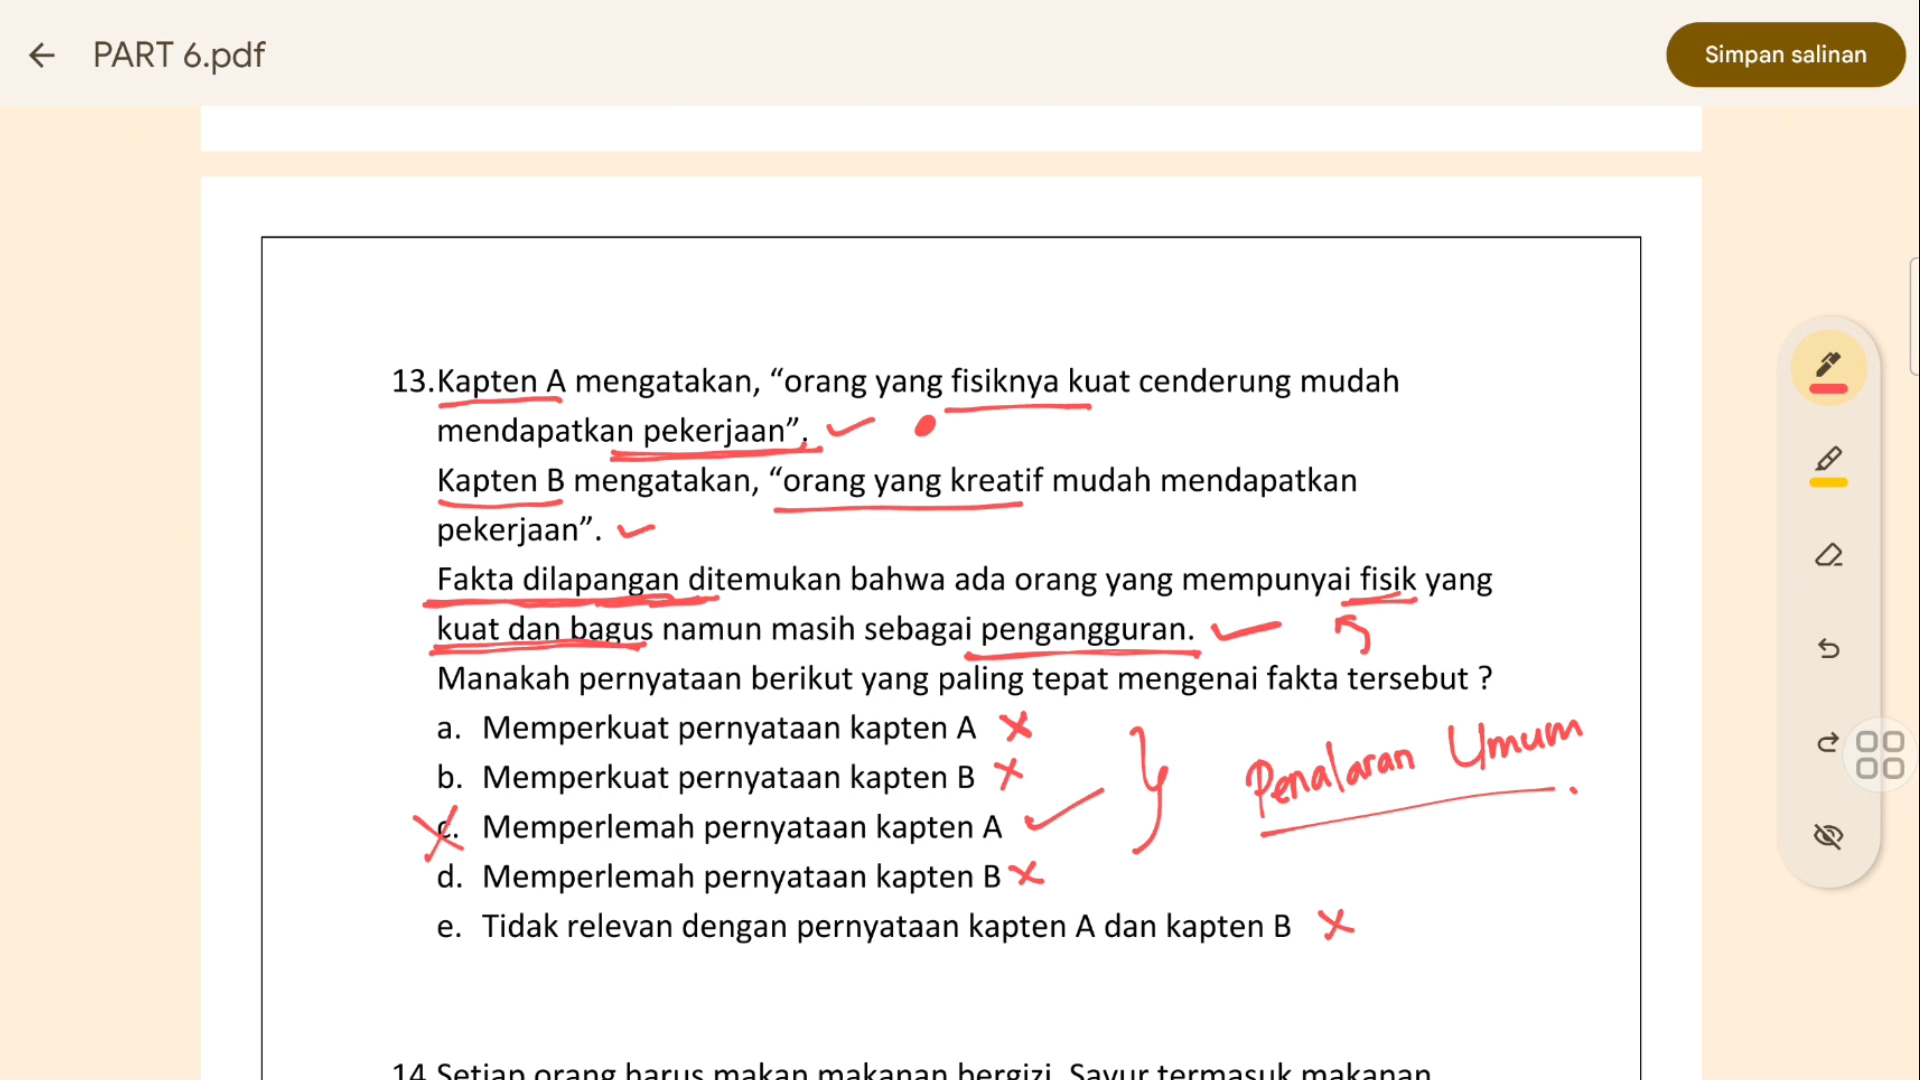 PART 6.pdf
Simpan salinan
13.Kapten A mengatakan, “orang yang fisiknya kuat cenderung mudah
mendapatkan pekerjaan”.
Kapten B mengatakan, “orang yang kreatif mudah mendapatkan
pekerjaan”.
Fakta dilapangan ditemukan bahwa ada orang yang mempunyai fisik yang
kuat dan bagus namun masih sebagai pengangguran.
Manakah pernyataan berikut yang paling tepat mengenai fakta tersebut ?
a. Memperkuat pernyataan kapten A
b. Memperkuat pernyataan kapten B
c. Memperlemah pernyataan kapten A
d. Memperlemah pernyataan kapten B
e. Tidak relevan dengan pernyataan kapten A dan kapten B
Penalaran Umum.
14.Setiap orang harus makan makanan bergizi. Sayur termasuk makanan